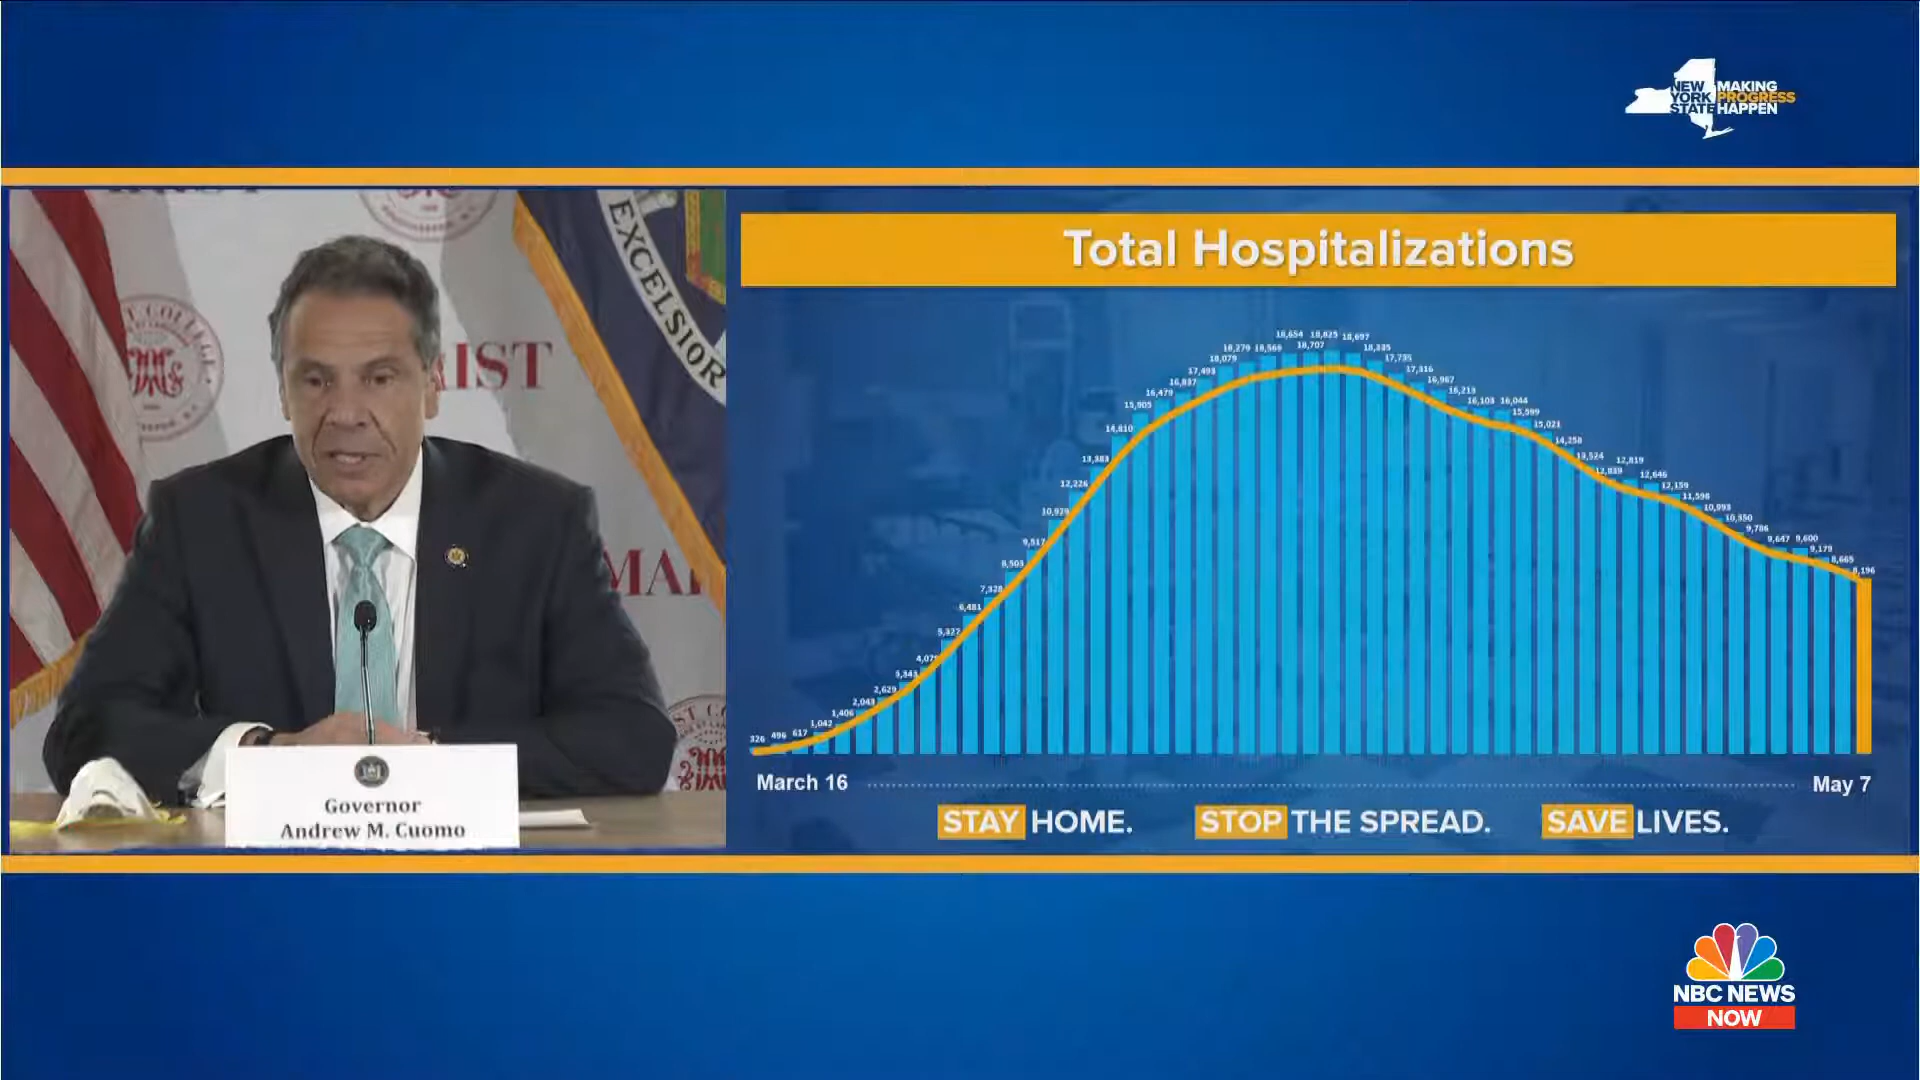 NEW
YORK
STATE
MAKING
PROGRESS
HAPPEN
EXCELSIOR
IST
MA
Governor
Andrew M. Cuomo
Total Hospitalizations
326 496 617 1,042 1,406 2,043 2,629 3,343 4,079 5,327 6,481 7,328 8,503 9,517 10,929 12,226 13,383 14,810 15,905 16,479 16,837 17,493 18,079 18,279 18,569 18,654 18,707 18,825 18,697 18,335 17,735 17,316 16,967 16,213 16,103 16,044 15,599 15,021 14,258 13,524 12,839 12,819 12,646 12,159 11,598 10,993 10,350 9,786 9,647 9,600 9,179 8,665 8,196
March 16
May 7
STAY HOME. STOP THE SPREAD. SAVE LIVES.
NBC NEWS
NOW